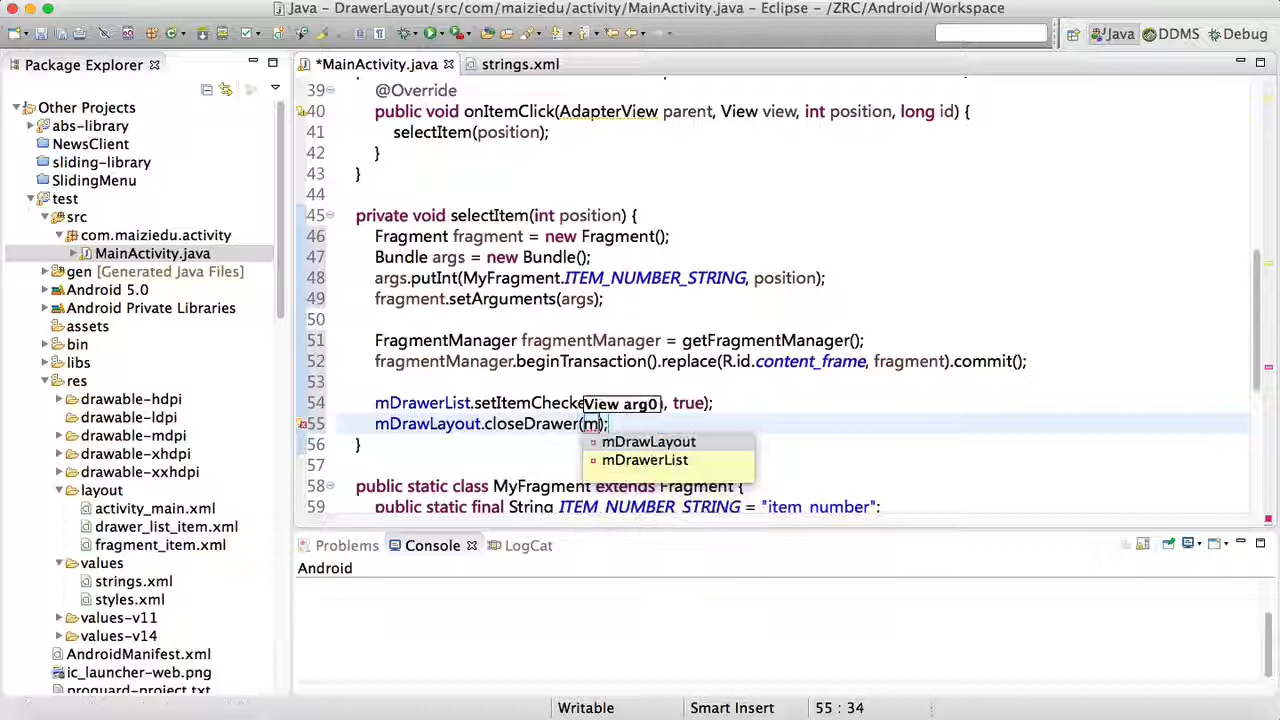 Java - DrawerLayout/src/com/maiziedu/activity/MainActivity.java - Eclipse - /ZRC/Android/Workspace
Java
DDMS
Debug
Package Explorer
*MainActivity.java
strings.xml
Other Projects
abs-library
NewsClient
sliding-library
SlidingMenu
test
src
com.maiziedu.activity
MainActivity.java
gen [Generated Java Files]
Android 5.0
Android Private Libraries
assets
bin
libs
res
drawable-hdpi
drawable-ldpi
drawable-mdpi
drawable-xhdpi
drawable-xxhdpi
layout
activity_main.xml
drawer_list_item.xml
fragment_item.xml
values
strings.xml
styles.xml
values-v11
values-v14
AndroidManifest.xml
ic_launcher-web.png
proguard-project.txt
39 @Override
40 public void onItemClick(AdapterView parent, View view, int position, long id) {
41 selectItem(position);
42 }
43 }
44
45 private void selectItem(int position) {
46 Fragment fragment = new Fragment();
47 Bundle args = new Bundle();
48 args.putInt(MyFragment.ITEM_NUMBER_STRING, position);
49 fragment.setArguments(args);
50
51 FragmentManager fragmentManager = getFragmentManager();
52 fragmentManager.beginTransaction().replace(R.id.content_frame, fragment).commit();
53
54 mDrawerList.setItemChecke View arg0 ), true);
55 mDrawLayout.closeDrawer(m);
mDrawLayout
56 }
mDrawerList
57
58 public static class MyFragment extends Fragment {
59 public static final String ITEM_NUMBER_STRING = "item_number";
Problems
Console
LogCat
Android
Writable
Smart Insert
55 : 34